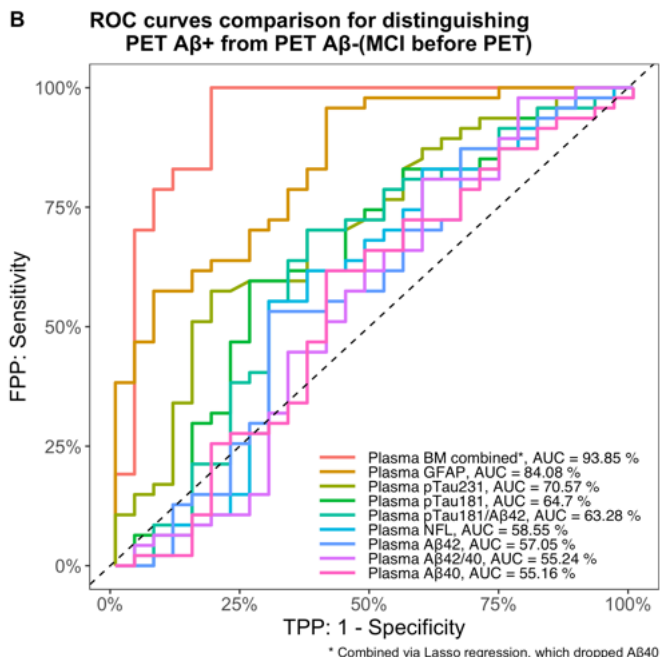 B
ROC curves comparison for distinguishing
PET Aβ+ from PET Aβ-(MCI before PET)
100%
75%
50%
25%
0%
FPP: Sensitivity
Plasma BM combined*, AUC = 93.85 %
Plasma GFAP, AUC = 84.08 %
Plasma pTau231, AUC = 70.57 %
Plasma pTau181, AUC = 64.7 %
Plasma pTau181/Aβ42, AUC = 63.28 %
Plasma NFL, AUC = 58.55 %
Plasma Aβ42, AUC = 57.05 %
Plasma Aβ42/40, AUC = 55.24 %
Plasma Aβ40, AUC = 55.16 %
0%
25%
50%
75%
100%
TPP: 1 - Specificity
* Combined via Lasso regression, which dropped Aβ40